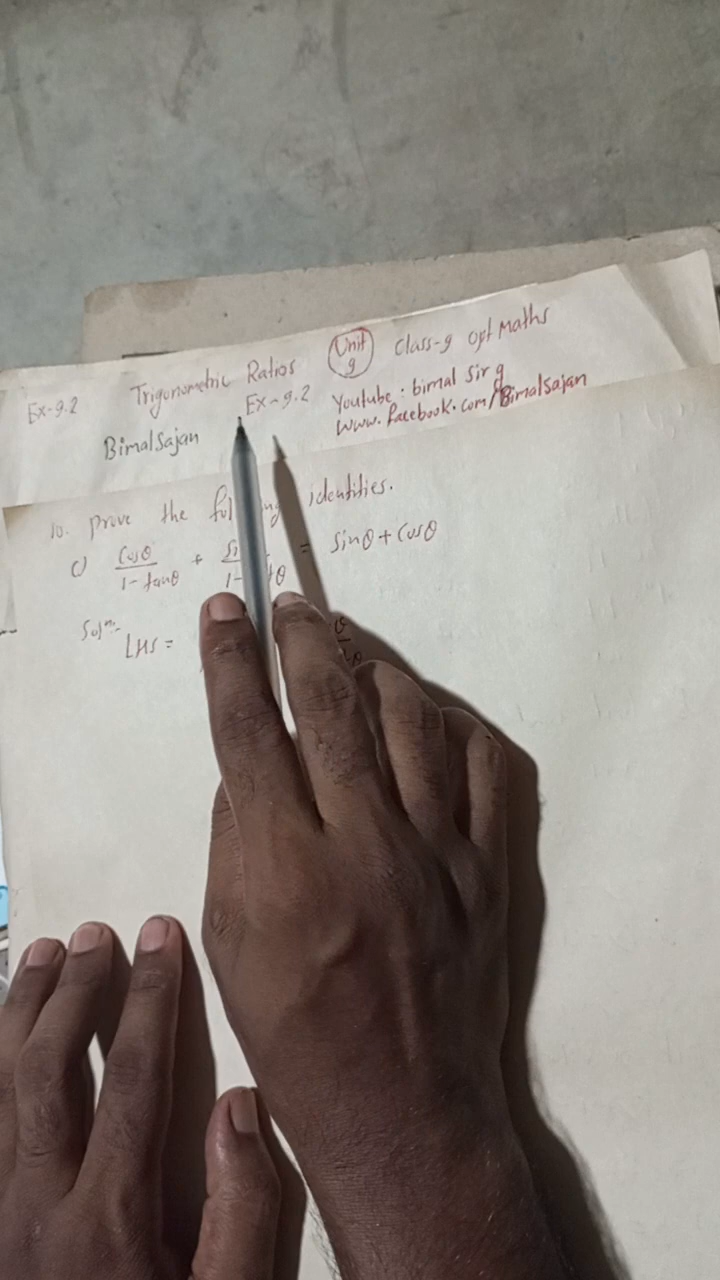 Ex-9.2 Trigonometric Ratios Unit 9 Class-9 opt Maths
Ex-9.2 Youtube : bimal Sir g
BimalSajan www.facebook.com/BimalSajan
10. prove the identities.
c) Cosθ/1-tanθ + = sinθ+Cosθ
Solⁿ:-
LHS =